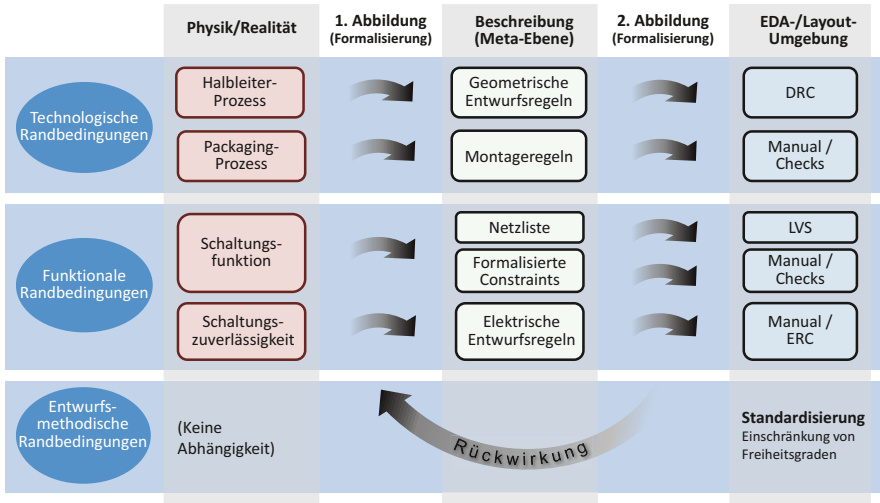 Physik/Realität
1. Abbildung
(Formalisierung)
Beschreibung
(Meta-Ebene)
2. Abbildung
(Formalisierung)
EDA-/Layout-
Umgebung
Technologische
Randbedingungen
Halbleiter-
Prozess
Geometrische
Entwurfsregeln
DRC
Packaging-
Prozess
Montageregeln
Manual /
Checks
Funktionale
Randbedingungen
Schaltungs-
funktion
Netzliste
LVS
Formalisierte
Constraints
Manual /
Checks
Schaltungs-
zuverlässigkeit
Elektrische
Entwurfsregeln
Manual /
ERC
Entwurfs-
methodische
Randbedingungen
(Keine
Abhängigkeit)
Rückwirkung
Standardisierung
Einschränkung von
Freiheitsgraden